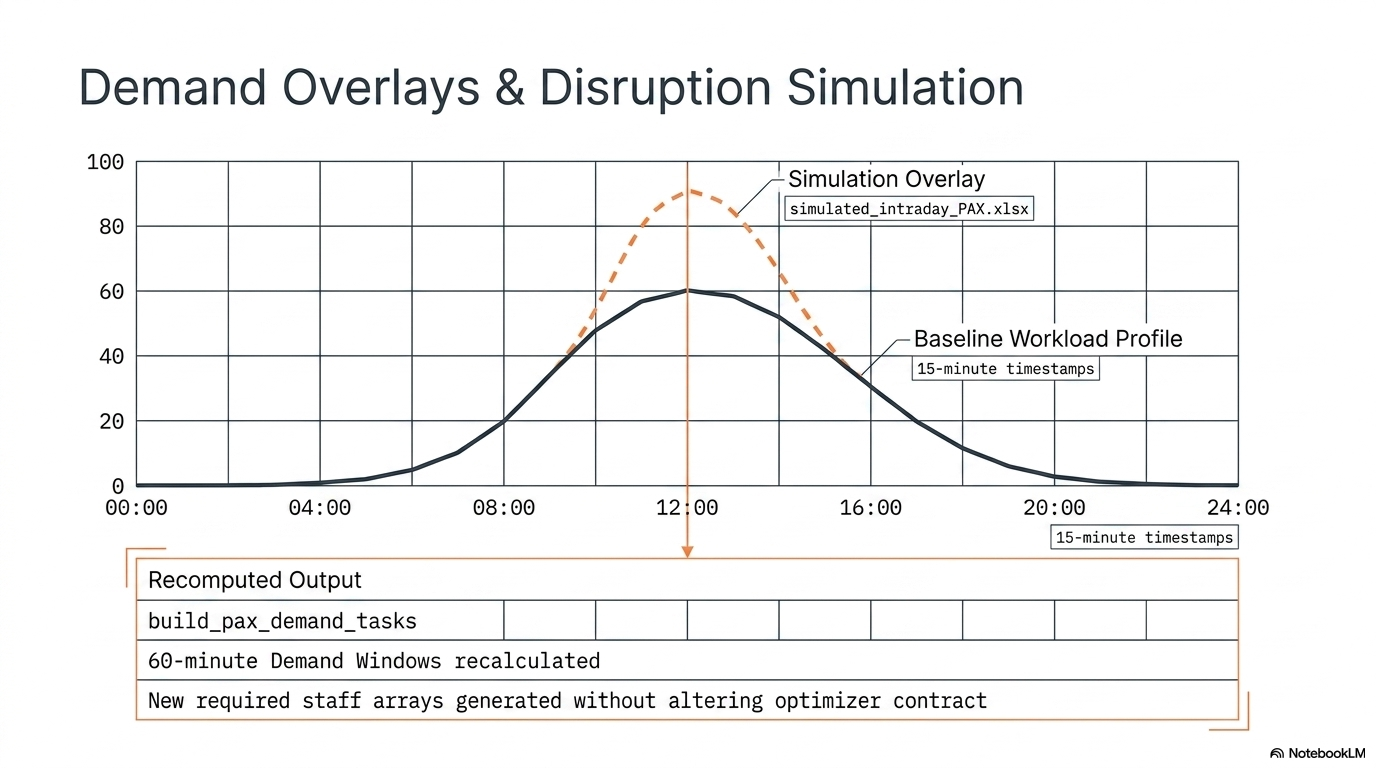 Demand Overlays & Disruption Simulation
100
80
60
40
20
0
Simulation Overlay
simulated_intraday_PAX.xlsx
Baseline Workload Profile
15-minute timestamps
00:00 04:00 08:00 12:00 16:00 20:00 24:00
15-minute timestamps
Recomputed Output
build_pax_demand_tasks
60-minute Demand Windows recalculated
New required staff arrays generated without altering optimizer contract
NotebookLM